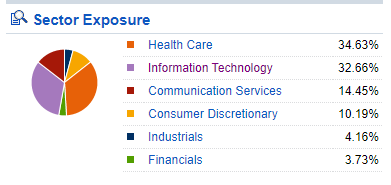 Sector Exposure
Health Care 34.63%
Information Technology 32.66%
Communication Services 14.45%
Consumer Discretionary 10.19%
Industrials 4.16%
Financials 3.73%